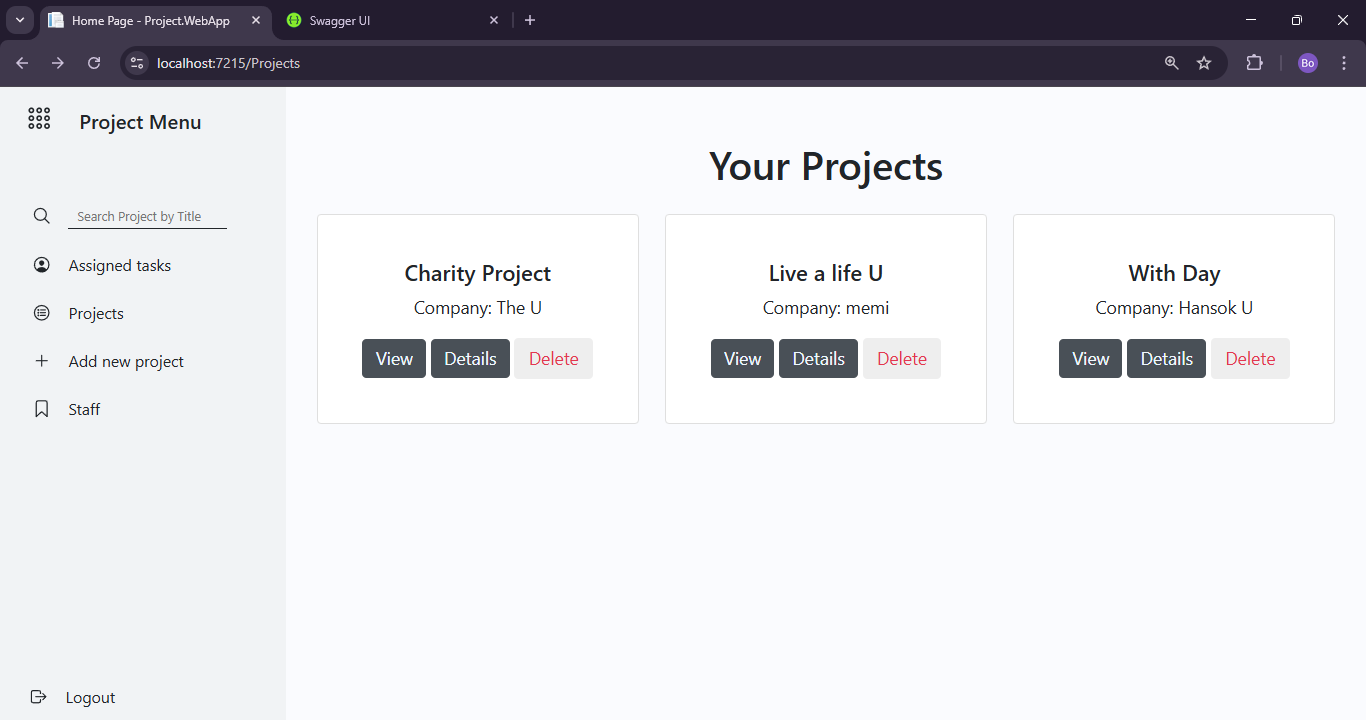 Home Page - Project.WebApp
Swagger UI
localhost:7215/Projects
Bo
Project Menu
Search Project by Title
Assigned tasks
Projects
Add new project
Staff
Logout
Your Projects
Charity Project
Company: The U
View Details Delete
Live a life U
Company: memi
View Details Delete
With Day
Company: Hansok U
View Details Delete